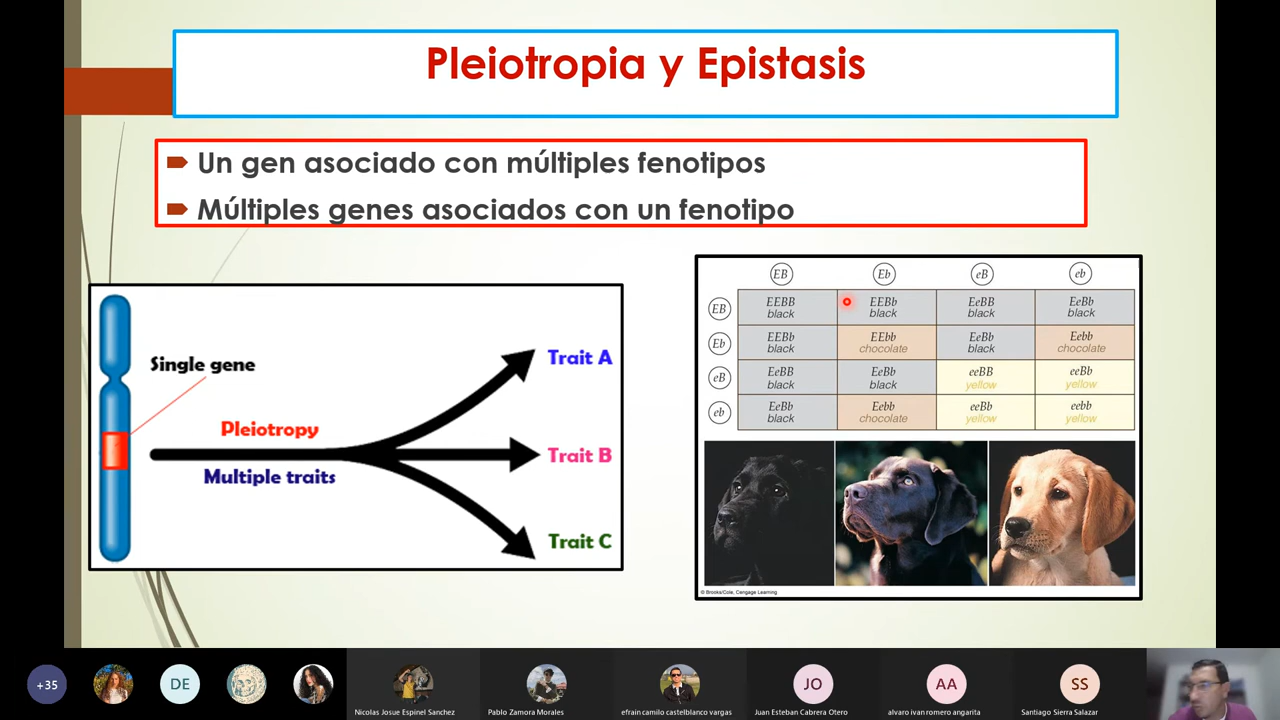 Pleiotropia y Epistasis
Un gen asociado con múltiples fenotipos
Múltiples genes asociados con un fenotipo
Single gene
Pleiotropy
Multiple traits
Trait A
Trait B
Trait C
EB Eb eB eb
EB EEBB black EEBb black EeBB black EeBb black
Eb EEBb black EEbb chocolate EeBb black Eebb chocolate
eB EeBB black EeBb black eeBB yellow eeBb yellow
eb EeBb black Eebb chocolate eeBb yellow eebb yellow
© Brooks/Cole, Cengage Learning
+35
DE
Nicolas Josue Espinel Sanchez
Pablo Zamora Morales
efrain camilo castelblanco vargas
JO
Juan Esteban Cabrera Otero
AA
alvaro ivan romero angarita
SS
Santiago Sierra Salazar